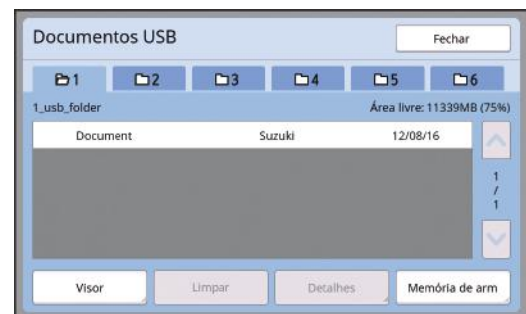 Documentos USB Fechar
1 2 3 4 5 6
1_usb_folder Área livre: 11339MB (75%)
Document Suzuki 12/08/16
1
/
1
Visor Limpar Detalhes Memória de arm